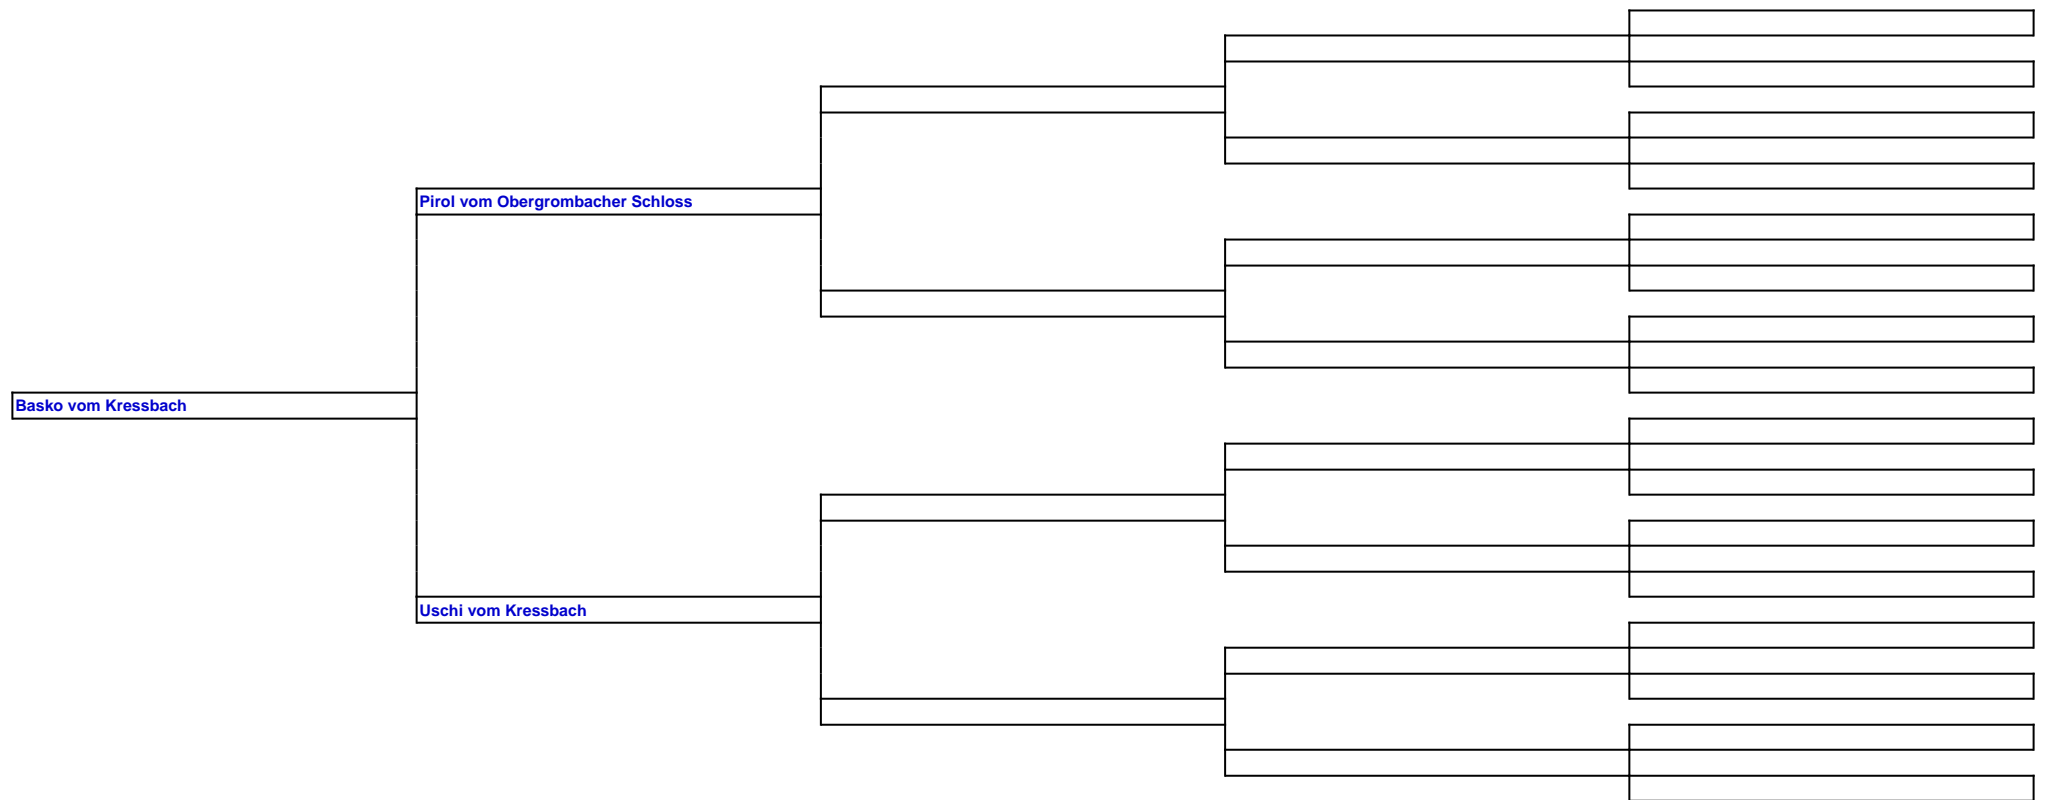 Pirol vom Obergrombacher Schloss
Basko vom Kressbach
Uschi vom Kressbach